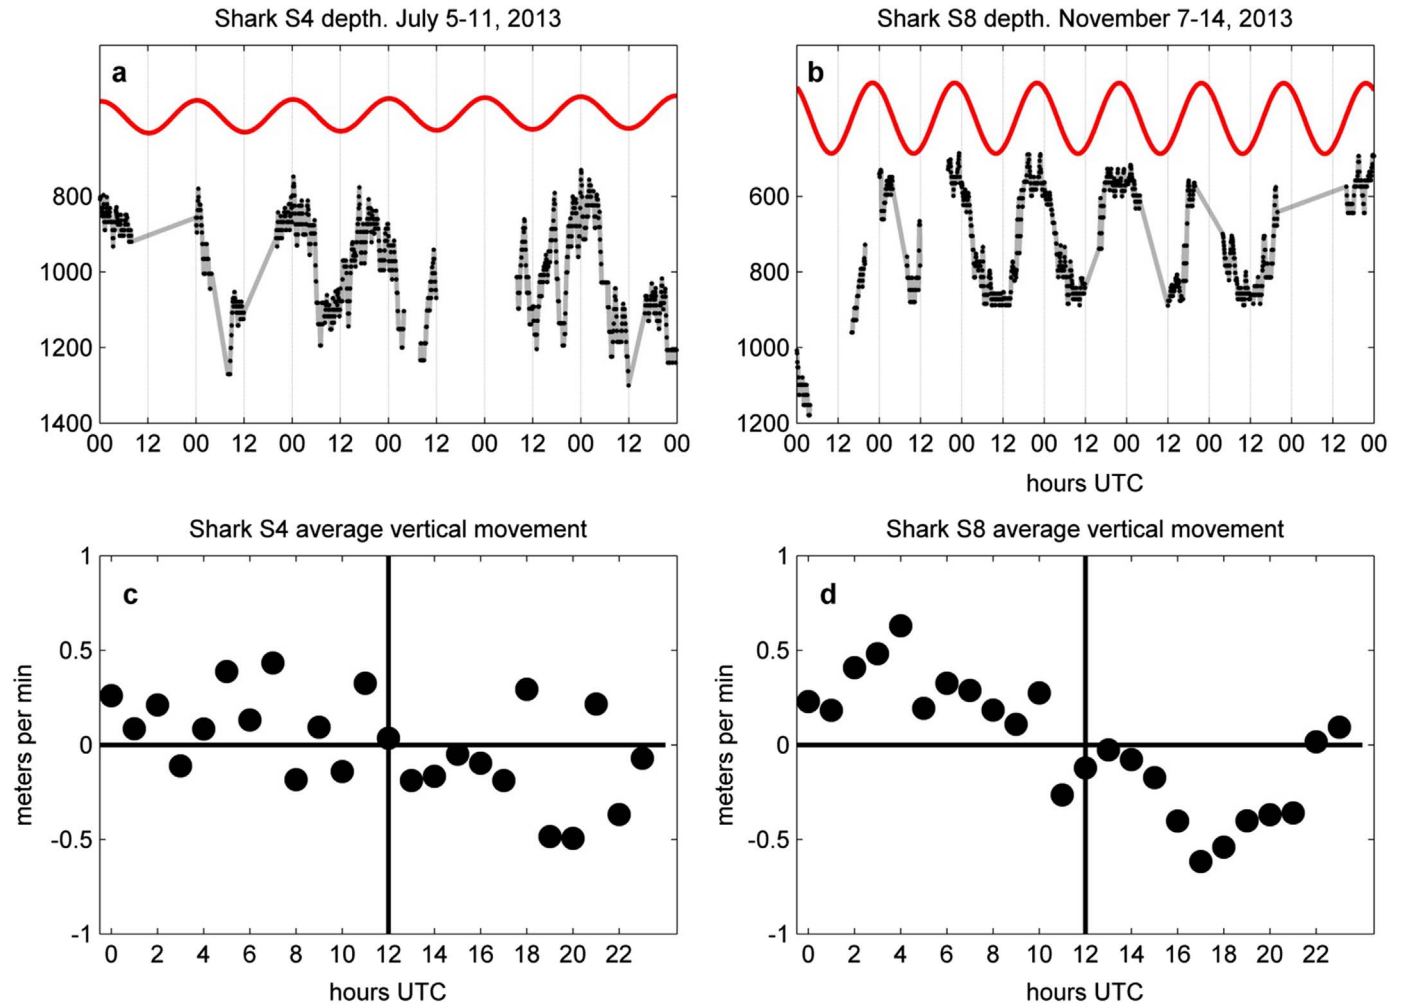 Shark S4 depth. July 5-11, 2013
a
800
1000
1200
1400
00 12 00 12 00 12 00 12 00 12 00 12 00
Shark S8 depth. November 7-14, 2013
b
600
800
1000
1200
00 12 00 12 00 12 00 12 00 12 00 12 00 12 00
hours UTC
Shark S4 average vertical movement
c
1
0.5
0
-0.5
-1
meters per min
0 2 4 6 8 10 12 14 16 18 20 22
hours UTC
Shark S8 average vertical movement
d
1
0.5
0
-0.5
-1
meters per min
0 2 4 6 8 10 12 14 16 18 20 22
hours UTC